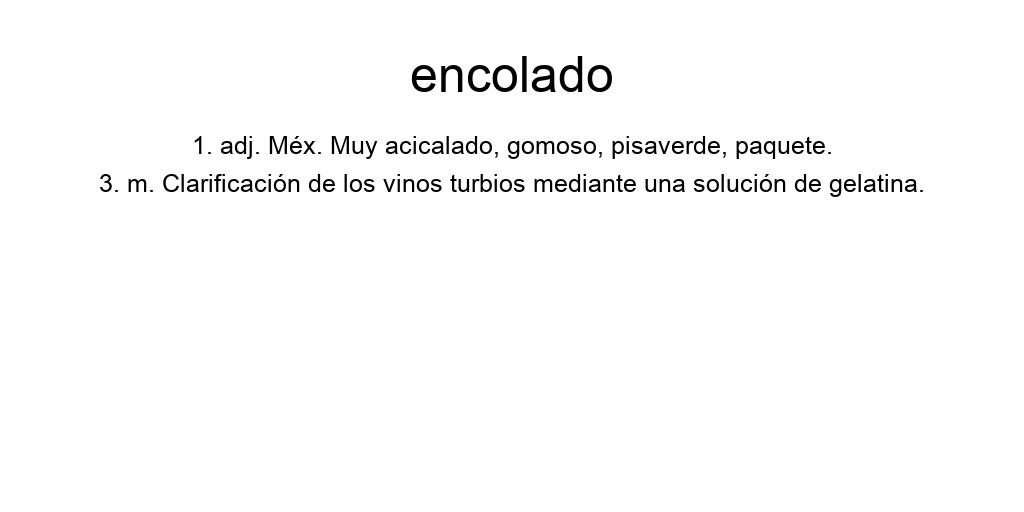 encolado
1. adj. Méx. Muy acicalado, gomoso, pisaverde, paquete.
3. m. Clarificación de los vinos turbios mediante una solución de gelatina.